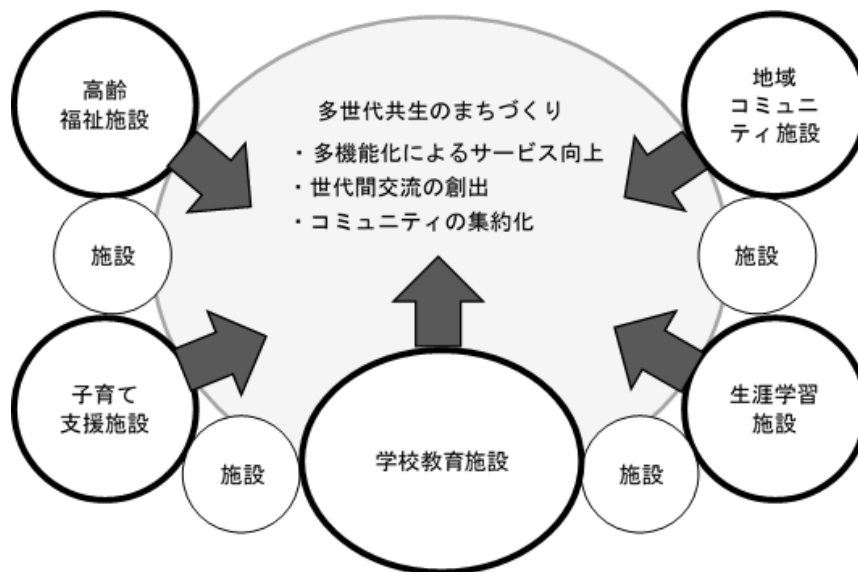 高齢
福祉施設
地域
コミュニ
ティ施設
多世代共生のまちづくり
・多機能化によるサービス向上
・世代間交流の創出
・コミュニティの集約化
施設
施設
子育て
支援施設
生涯学習
施設
学校教育施設
施設
施設